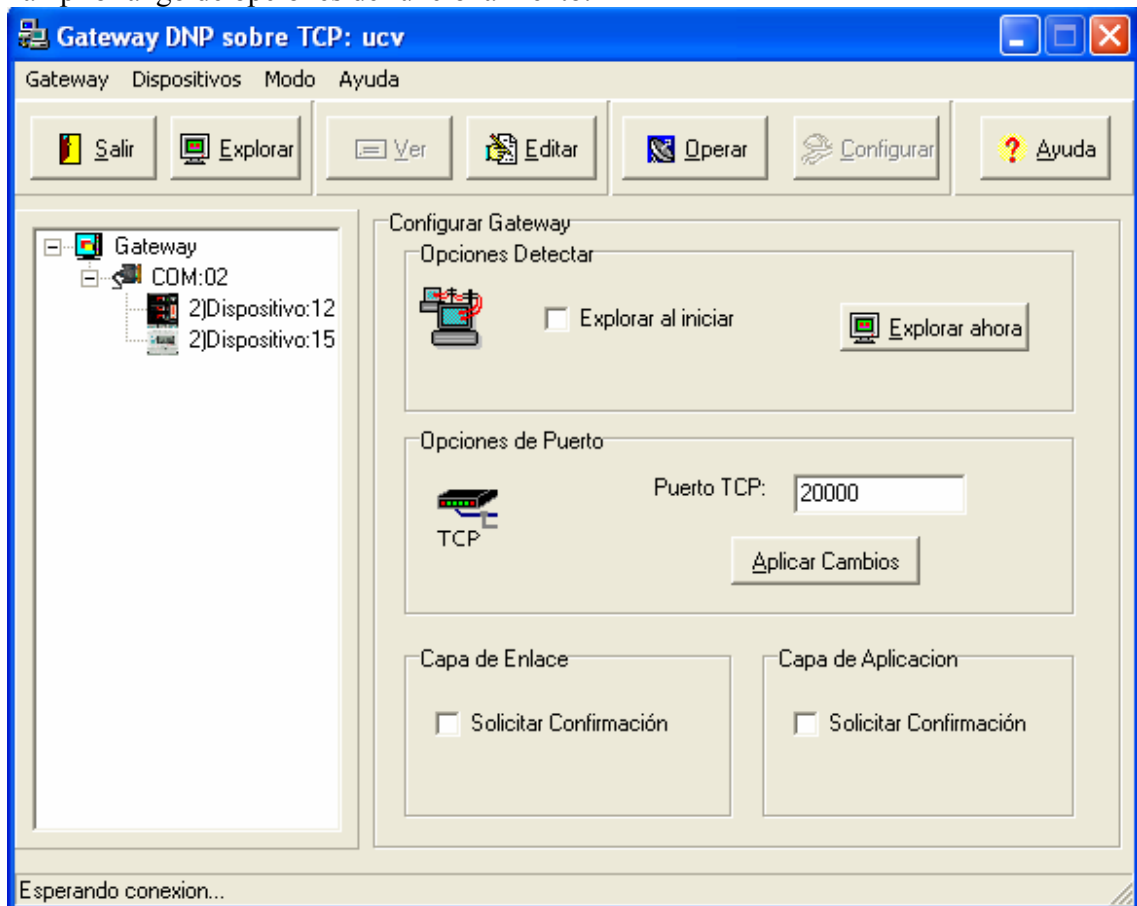 Gateway DNP sobre TCP: ucv
Gateway Dispositivos Modo Ayuda
Salir Explorar Ver Editar Operar Configurar Ayuda
Gateway
COM:02
2)Dispositivo:12
2)Dispositivo:15
Configurar Gateway
Opciones Detectar
Explorar al iniciar
Explorar ahora
Opciones de Puerto
TCP
Puerto TCP: 20000
Aplicar Cambios
Capa de Enlace
Solicitar Confirmación
Capa de Aplicacion
Solicitar Confirmación
Esperando conexion...